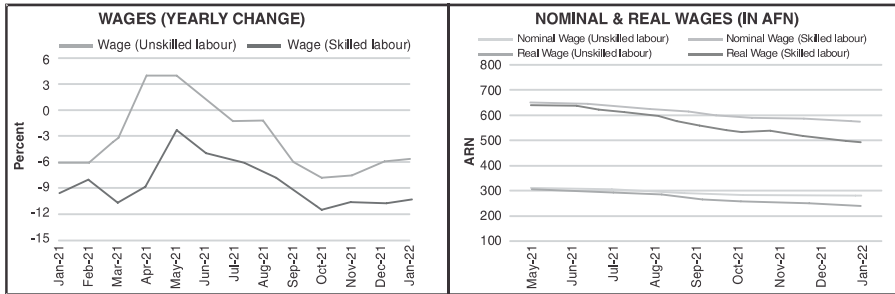 WAGES (YEARLY CHANGE)
Wage (Unskilled labour) Wage (Skilled labour)
Percent
6
3
0
-3
-6
-9
-12
-15
Jan-21
Feb-21
Mar-21
Apr-21
May-21
Jun-21
Jul-21
Aug-21
Sep-21
Oct-21
Nov-21
Dec-21
Jan-22
NOMINAL & REAL WAGES (IN AFN)
Nominal Wage (Unskilled labour) Nominal Wage (Skilled labour)
Real Wage (Unskilled labour) Real Wage (Skilled labour)
ARN
800
700
600
500
400
300
200
100
May-21
Jun-21
Jul-21
Aug-21
Sep-21
Oct-21
Nov-21
Dec-21
Jan-22